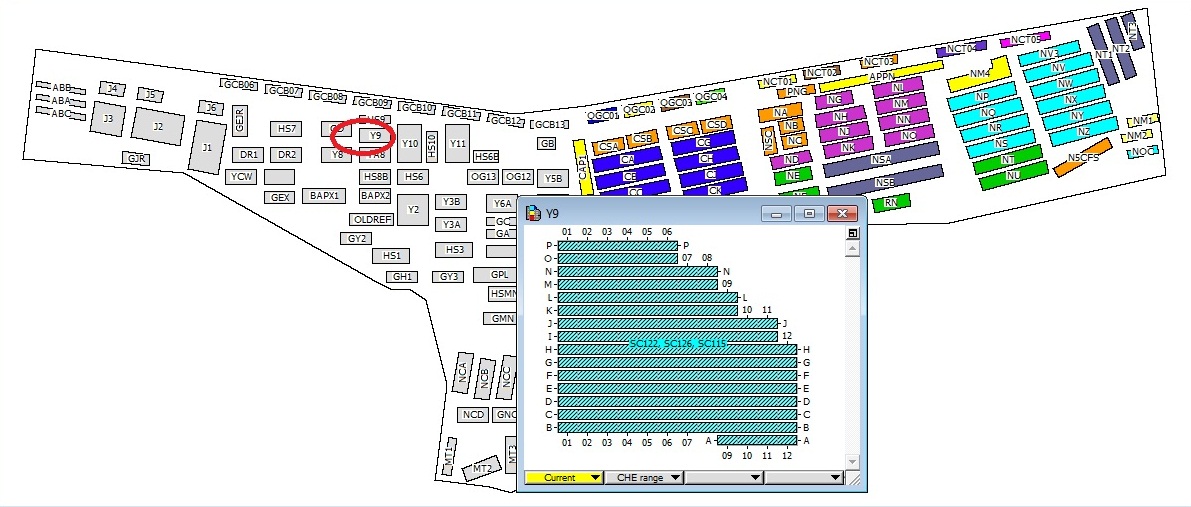 NCT05
NT3
NCT04
NT2
NV3
NT1
NCT03
NV
NCT02
APPN
NM4
NW
NCT01
PNG
NL
NP
NX
OGC04
NG
NM
NQ
NY
OGC03
OGC02
NA
NH
NN
NR
NZ
NM1
OGC01
NB
NJ
NO
NS
NM2
CSD
CSC
NSC
NC
NK
NSA
NT
N5CFS
NOC
CSB
CSA
CG
ND
NU
CAP1
CA
CH
NE
NSB
CB
CJ
CK
RN
ABB
J4
J5
GCB06
GCB07
GCB08
GCB09
GCB10
GCB11
GCB12
GCB13
ABA
J6
ABC
J3
J2
GEJR
HS7
Y9
Y10
HS10
Y11
GB
J1
GJR
DR1
DR2
Y8
HS6B
YCW
HS8B
HS6
OG13
OG12
Y5B
GEX
BAPX1
BAPX2
Y2
Y3B
Y6A
OLDREF
Y3A
GC
GA
GY2
HS1
HS3
GH1
GY3
GPL
HSMN
GMN
NCA
NCB
NCC
NCD
GNC
MT1
MT2
MT3
Y9
01 02 03 04 05 06
P P
O 07 08
N N
M 09
L L
K 10 11
J J
I 12
SC122, SC126, SC115
H H
G G
F F
E E
D D
C C
B B
01 02 03 04 05 06 07 A A
09 10 11 12
Current CHE range